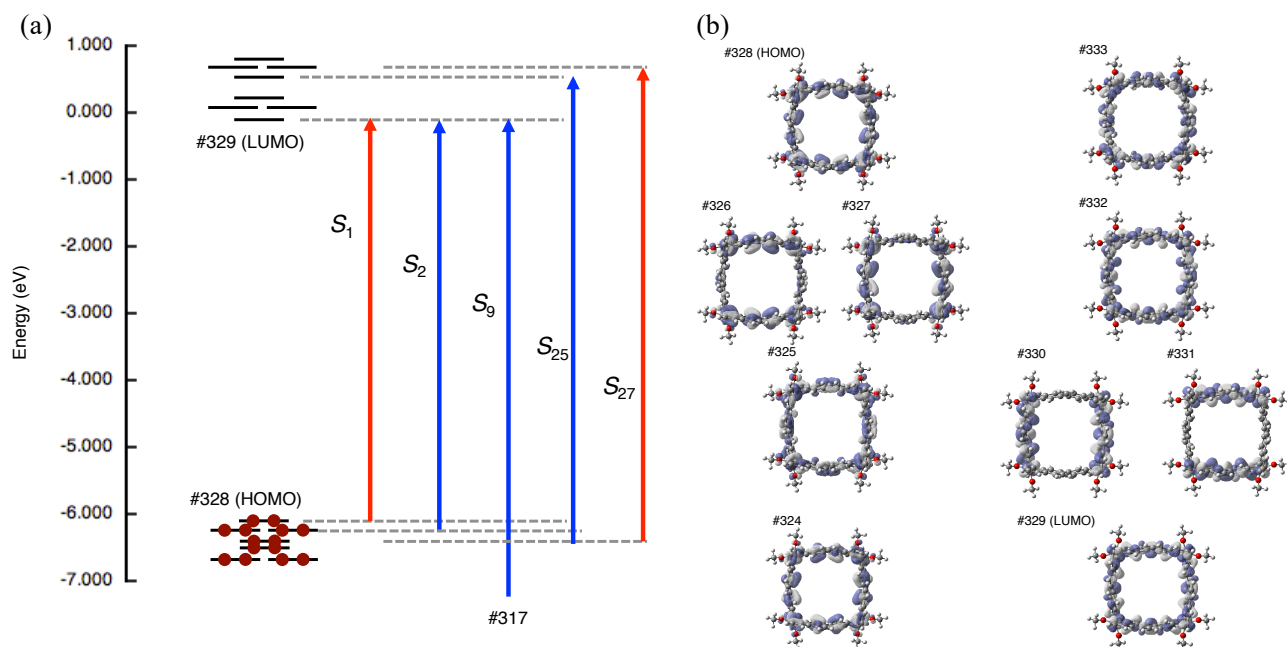 (a)
1.000
0.000
-1.000
-2.000
-3.000
-4.000
-5.000
-6.000
-7.000
Energy (eV)
#329 (LUMO)
#328 (HOMO)
S1
S2
S9
S25
S27
#317
(b)
#328 (HOMO)
#333
#326
#327
#332
#325
#330
#331
#324
#329 (LUMO)